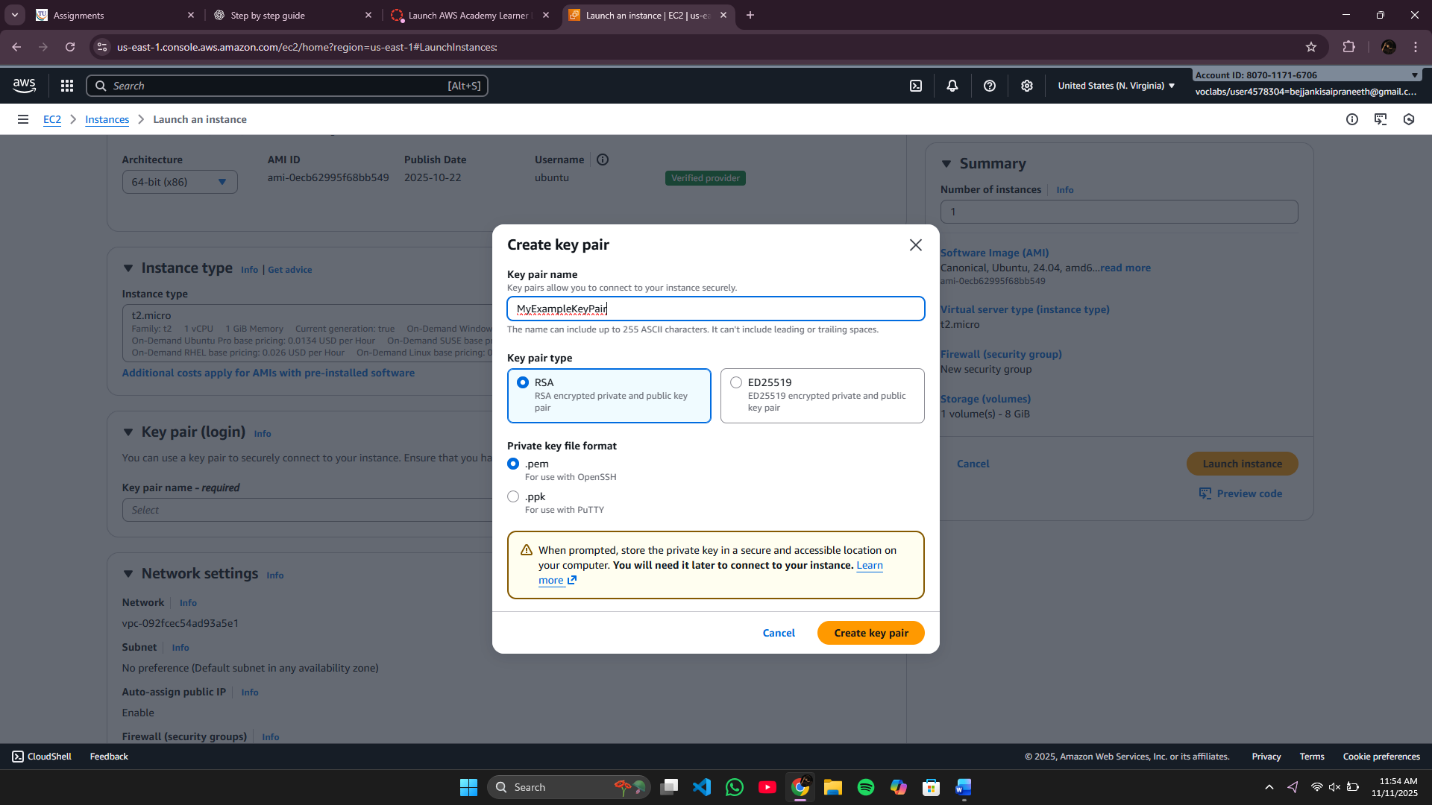 Assignments
Step by step guide
Launch AWS Academy Learner
Launch an instance | EC2 | us-ea
us-east-1.console.aws.amazon.com/ec2/home?region=us-east-1#LaunchInstances:
aws
Search
[Alt+S]
United States (N. Virginia)
Account ID: 8070-1171-6706
voclabs/user4578304=bejjankisaipraneeth@gmail.c...
EC2
Instances
Launch an instance
Architecture
AMI ID
Publish Date
Username
64-bit (x86)
ami-0ecb62995f68bb549
2025-10-22
ubuntu
Verified provider
Instance type
Info | Get advice
Instance type
t2.micro
Family: t2 1 vCPU 1 GiB Memory Current generation: true On-Demand Window
On-Demand Ubuntu Pro base pricing: 0.0134 USD per Hour On-Demand SUSE base p
On-Demand RHEL base pricing: 0.026 USD per Hour On-Demand Linux base pricing: 0
Additional costs apply for AMIs with pre-installed software
Key pair (login) Info
You can use a key pair to securely connect to your instance. Ensure that you ha
Key pair name - required
Select
Network settings Info
Network Info
vpc-092fcec54ad93a5e1
Subnet Info
No preference (Default subnet in any availability zone)
Auto-assign public IP Info
Enable
Firewall (security groups) Info
Create key pair
Key pair name
Key pairs allow you to connect to your instance securely.
MyExampleKeyPair
The name can include up to 255 ASCII characters. It can't include leading or trailing spaces.
Key pair type
RSA
RSA encrypted private and public key
pair
ED25519
ED25519 encrypted private and public
key pair
Private key file format
.pem
For use with OpenSSH
.ppk
For use with PuTTY
When prompted, store the private key in a secure and accessible location on
your computer. You will need it later to connect to your instance. Learn
more
Cancel
Create key pair
Summary
Number of instances Info
1
Software Image (AMI)
Canonical, Ubuntu, 24.04, amd6...read more
ami-0ecb62995f68bb549
Virtual server type (instance type)
t2.micro
Firewall (security group)
New security group
Storage (volumes)
1 volume(s) - 8 GiB
Cancel
Launch instance
Preview code
CloudShell
Feedback
© 2025, Amazon Web Services, Inc. or its affiliates.
Privacy
Terms
Cookie preferences
Search
11:54 AM
11/11/2025